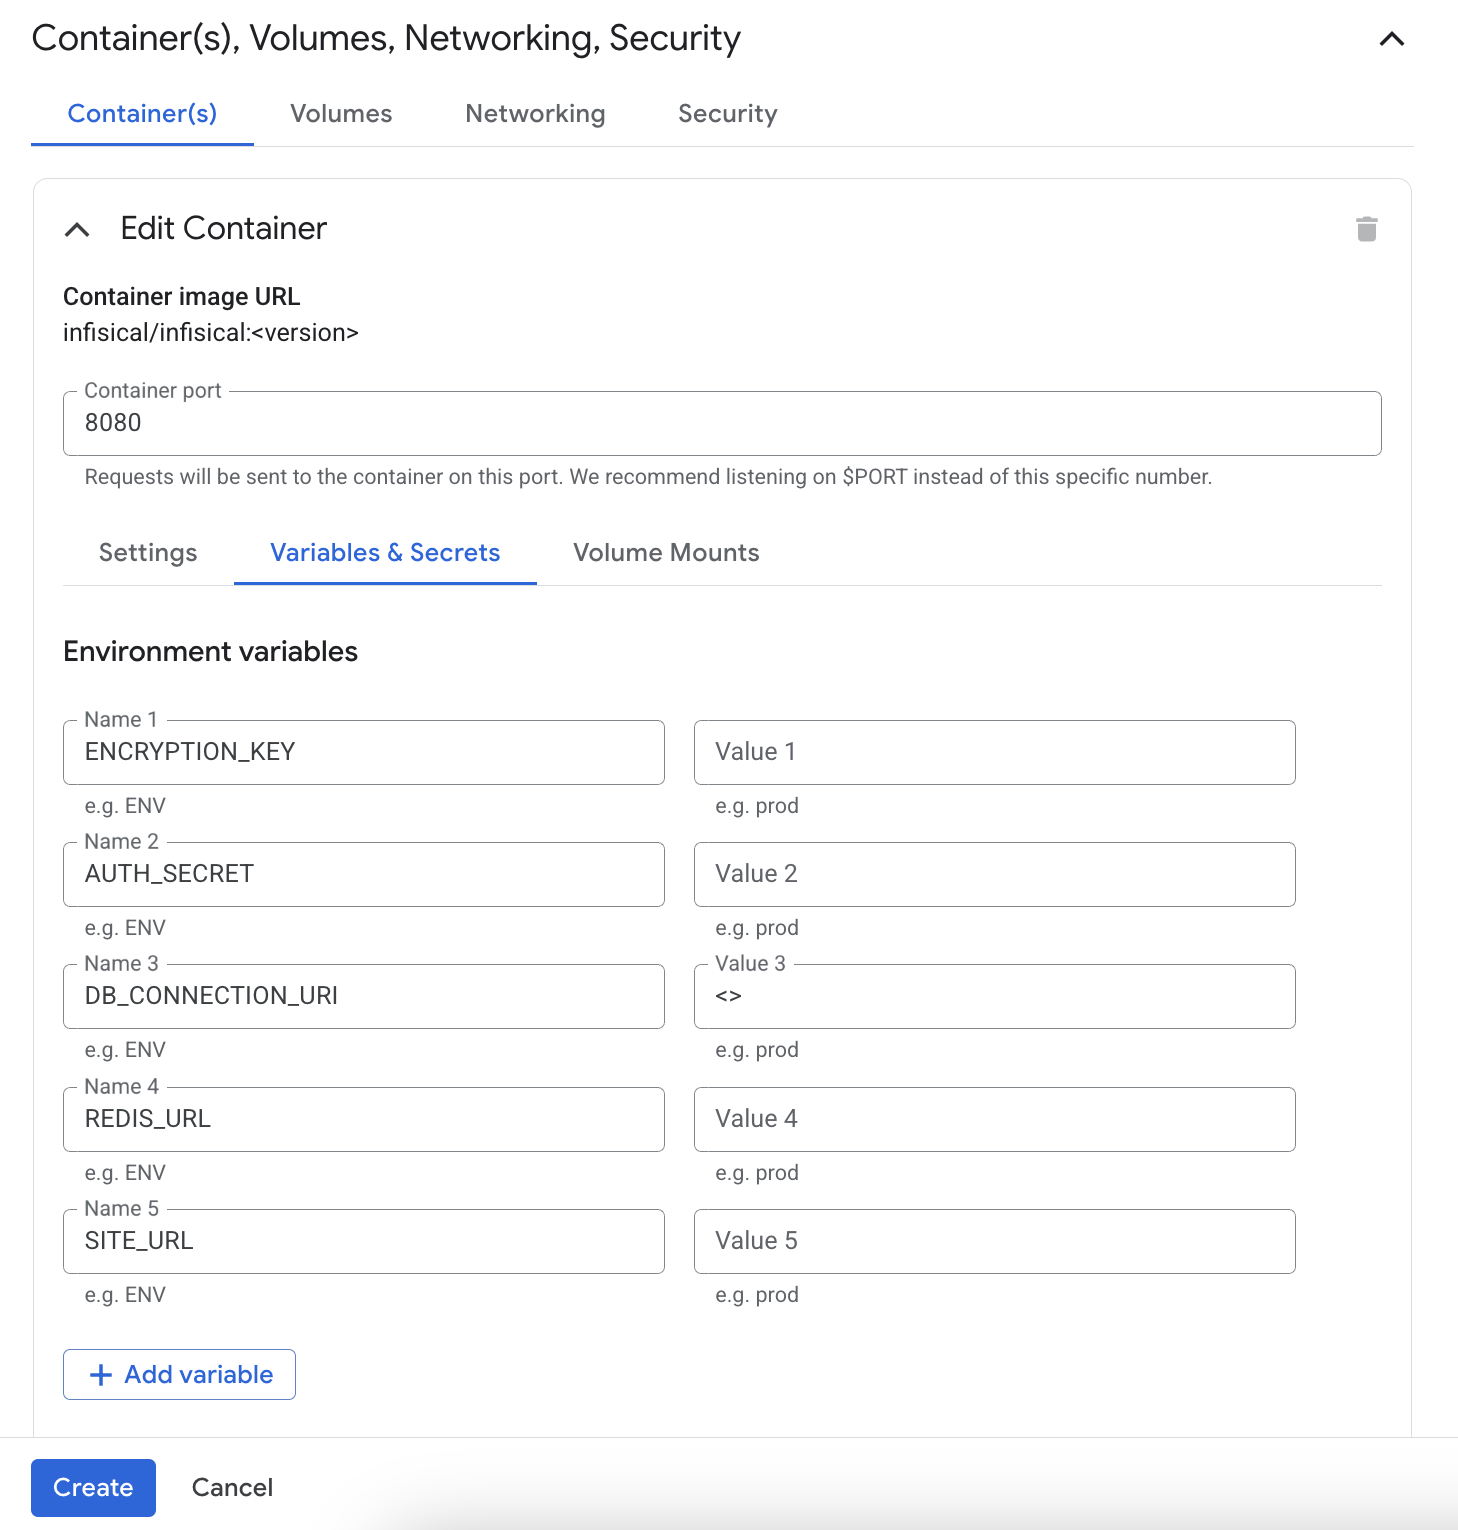 Container(s), Volumes, Networking, Security
Container(s) Volumes Networking Security
Edit Container
Container image URL
infisical/infisical:<version>
Container port
8080
Requests will be sent to the container on this port. We recommend listening on $PORT instead of this specific number.
Settings Variables & Secrets Volume Mounts
Environment variables
Name 1
ENCRYPTION_KEY Value 1
e.g. ENV e.g. prod
Name 2
AUTH_SECRET Value 2
e.g. ENV e.g. prod
Name 3 Value 3
DB_CONNECTION_URI <>
e.g. ENV e.g. prod
Name 4
REDIS_URL Value 4
e.g. ENV e.g. prod
Name 5
SITE_URL Value 5
e.g. ENV e.g. prod
+ Add variable
Create Cancel